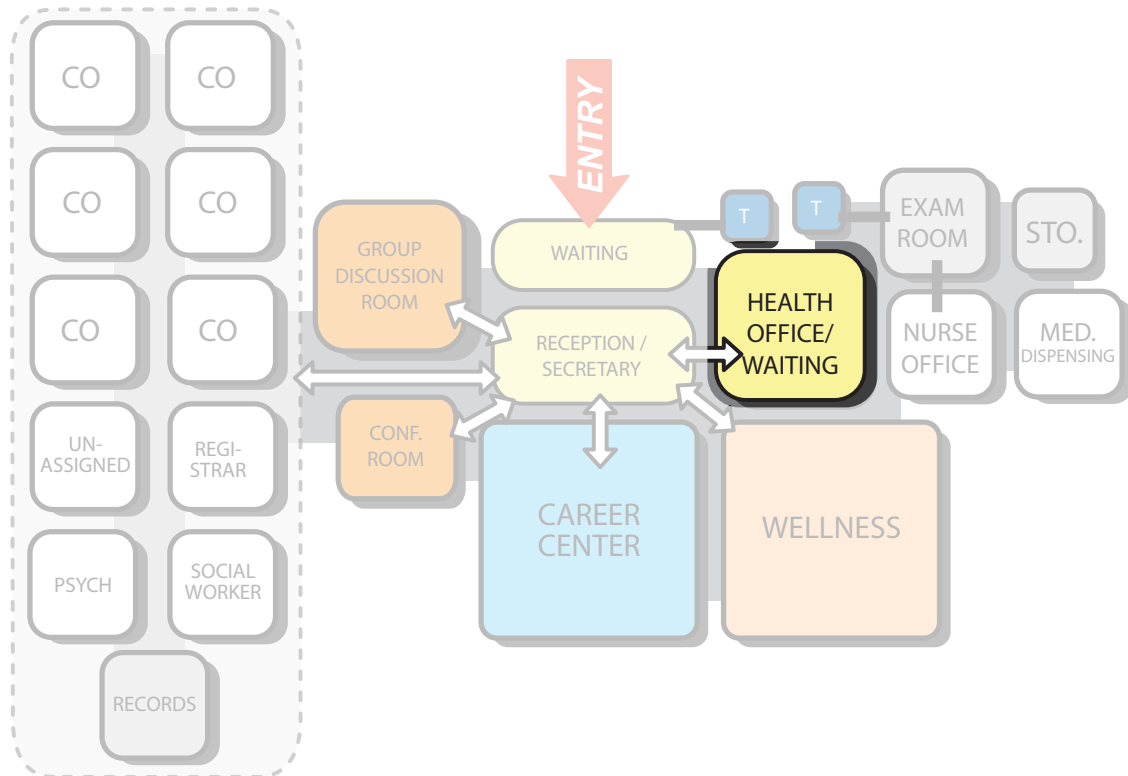 CO
CO
CO
CO
CO
CO
UN-
ASSIGNED
REGI-
STRAR
PSYCH
SOCIAL
WORKER
RECORDS
GROUP
DISCUSSION
ROOM
CONF.
ROOM
ENTRY
WAITING
RECEPTION /
SECRETARY
CAREER
CENTER
T
T
HEALTH
OFFICE/
WAITING
WELLNESS
EXAM
ROOM
STO.
NURSE
OFFICE
MED.
DISPENSING